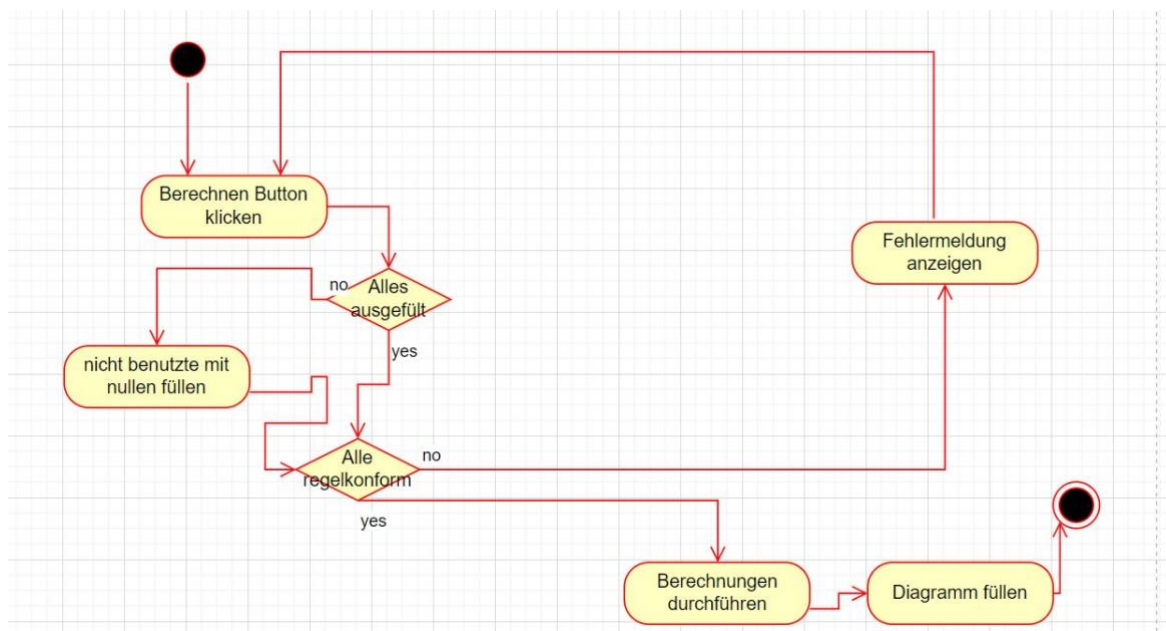 Berechnen Button
klicken
Fehlermeldung
anzeigen
no
Alles
ausgefült
yes
nicht benutzte mit
nullen füllen
Alle
regelkonform
no
yes
Berechnungen
durchführen
Diagramm füllen